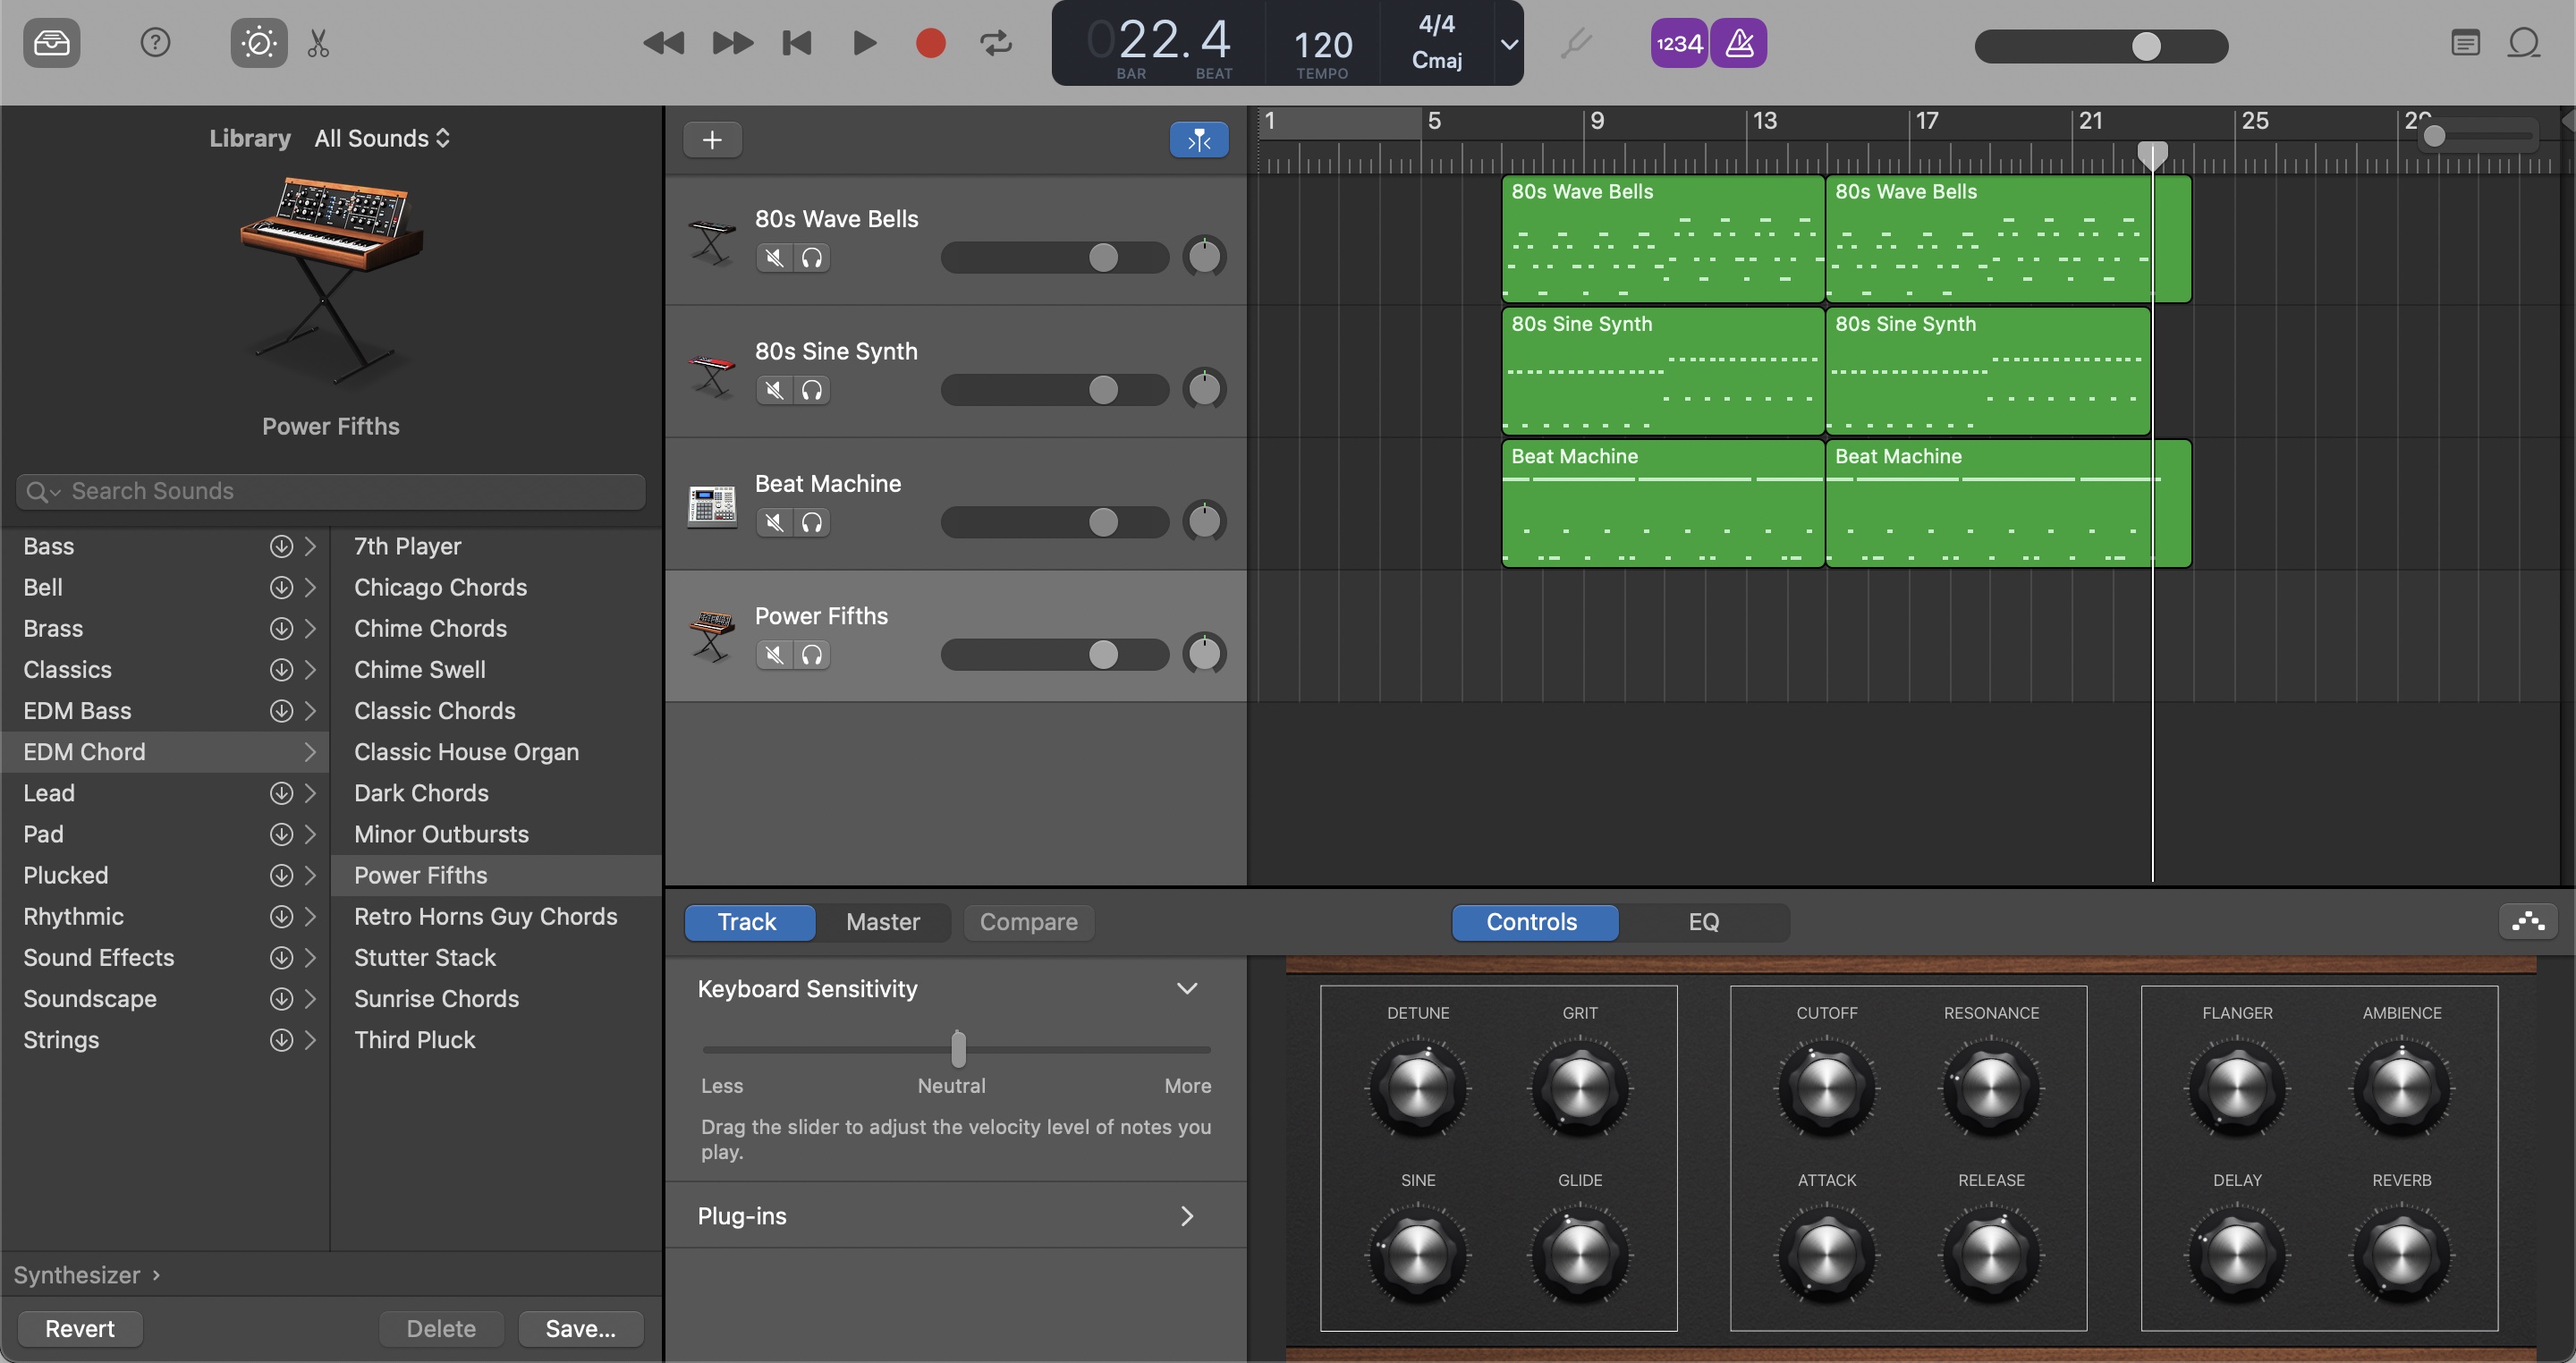 022.4
BAR
BEAT
120
TEMPO
4/4
Cmaj
1234
Library
All Sounds
Power Fifths
Search Sounds
Bass
Bell
Brass
Classics
EDM Bass
EDM Chord
Lead
Pad
Plucked
Rhythmic
Sound Effects
Soundscape
Strings
7th Player
Chicago Chords
Chime Chords
Chime Swell
Classic Chords
Classic House Organ
Dark Chords
Minor Outbursts
Power Fifths
Retro Horns Guy Chords
Stutter Stack
Sunrise Chords
Third Pluck
Synthesizer ›
Revert
Delete
Save...
80s Wave Bells
80s Sine Synth
Beat Machine
Power Fifths
1 5 9 13 17 21 25
80s Wave Bells 80s Wave Bells
80s Sine Synth 80s Sine Synth
Beat Machine Beat Machine
Track Master Compare
Controls EQ
Keyboard Sensitivity
Less Neutral More
Drag the slider to adjust the velocity level of notes you
play.
Plug-ins
DETUNE GRIT
SINE GLIDE
CUTOFF RESONANCE
ATTACK RELEASE
FLANGER AMBIENCE
DELAY REVERB